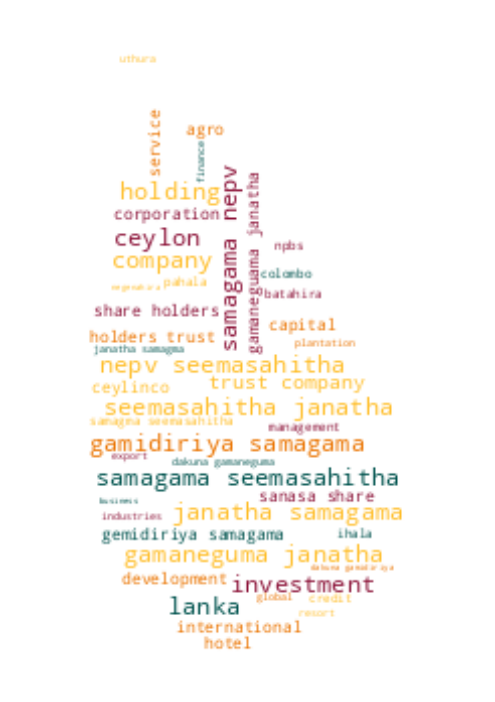 uthura
service
agro
finance
holding
samagama nepv
gamaneguama janatha
corporation
ceylon
npbs
company
colombo
pahala
batahira
share holders
capital
holders trust
plantation
janatha samagma
nepv seemasahitha
ceylinco
trust company
seemasahitha janatha
samagma seemasahitha
management
gamidiriya samagama
export
dakuna gamaneguma
samagama seemasahitha
sanasa share
business
industries
janatha samagama
gemidiriya samagama
ihala
gamaneguma janatha
dakuna gamadiriya
development
investment
global
credit
lanka
resort
international
hotel